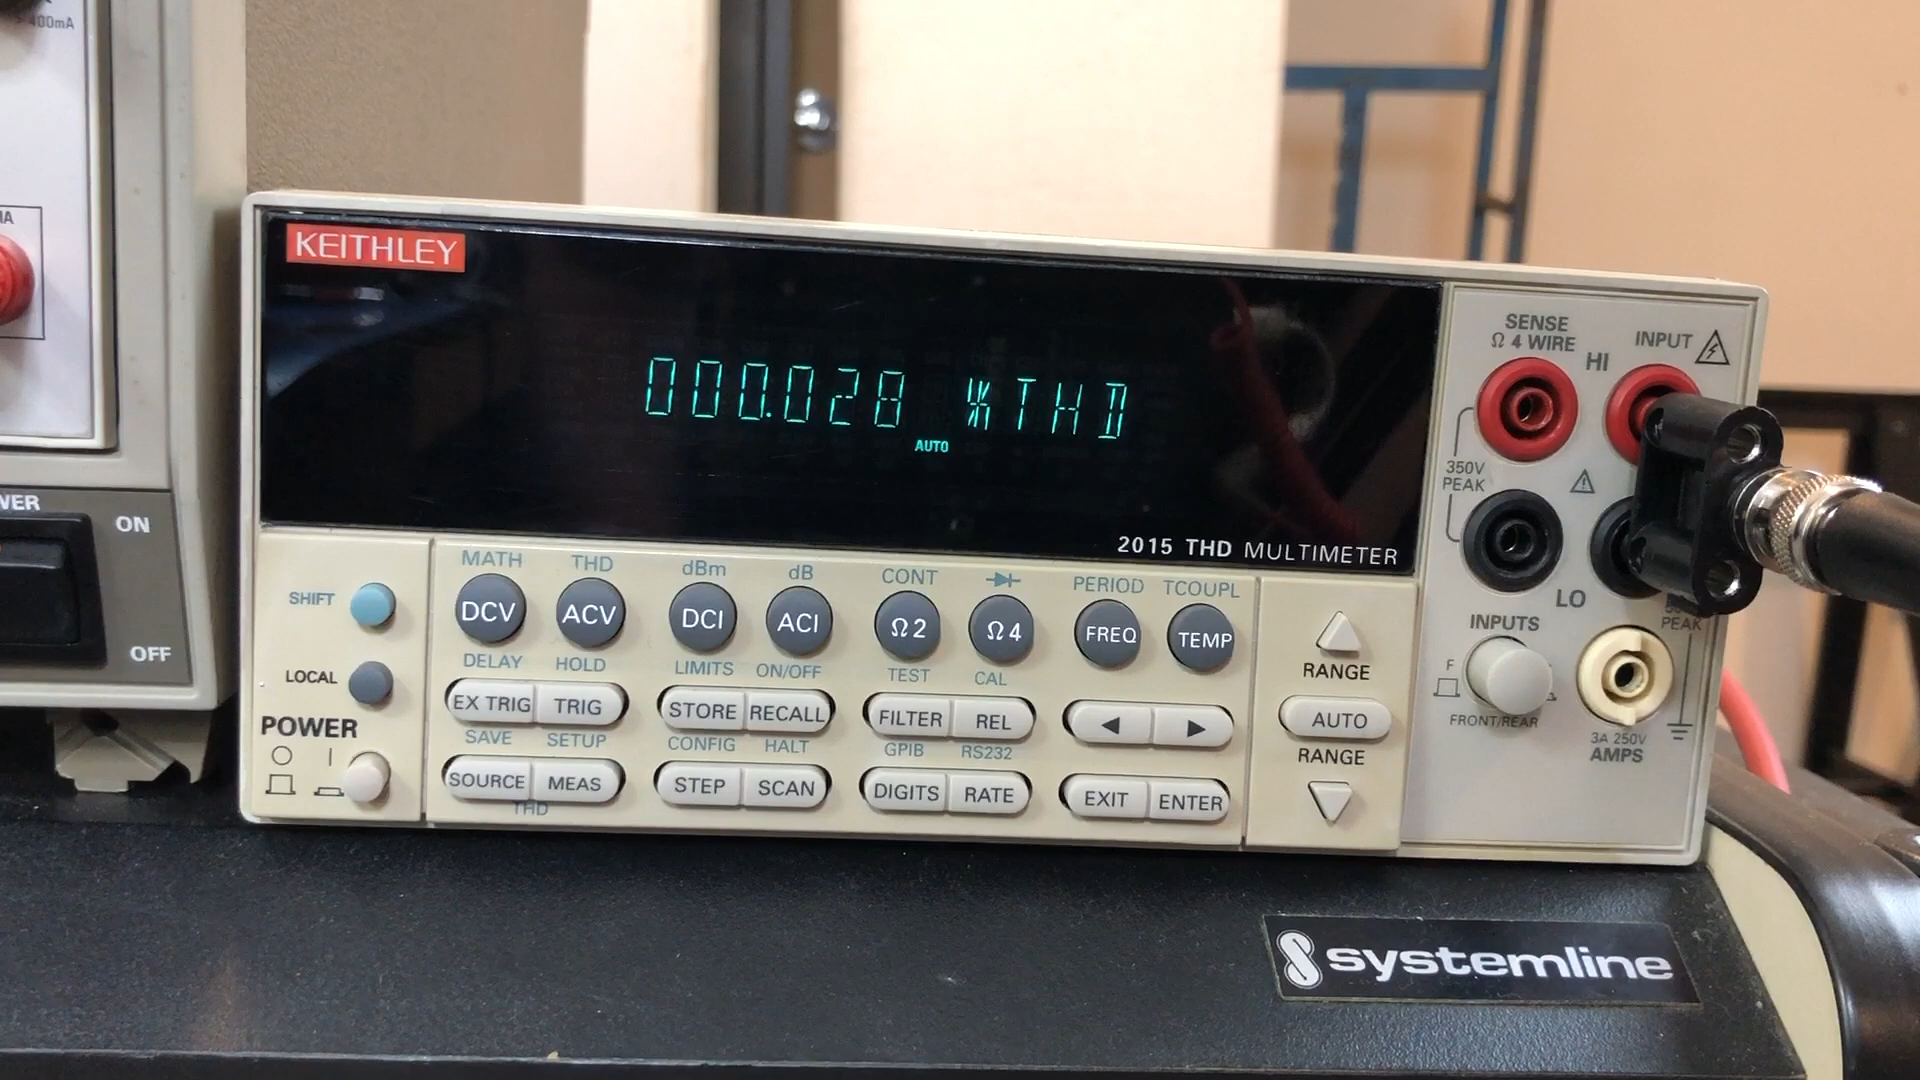 400mA
ON
OFF
KEITHLEY
000.028 %THD
AUTO
2015 THD MULTIMETER
SENSE
Ω 4 WIRE
INPUT
HI
350V
PEAK
LO
PEAK
INPUTS
F
FRONT/REAR
3A 250V
AMPS
SHIFT
LOCAL
POWER
MATH THD dBm dB CONT PERIOD TCOUPL
DCV ACV DCI ACI Ω2 Ω4 FREQ TEMP
DELAY HOLD LIMITS ON/OFF TEST CAL
EX TRIG TRIG STORE RECALL FILTER REL
SAVE SETUP CONFIG HALT GPIB RS232
SOURCE MEAS STEP SCAN DIGITS RATE EXIT ENTER
THD
RANGE
AUTO
RANGE
systemline